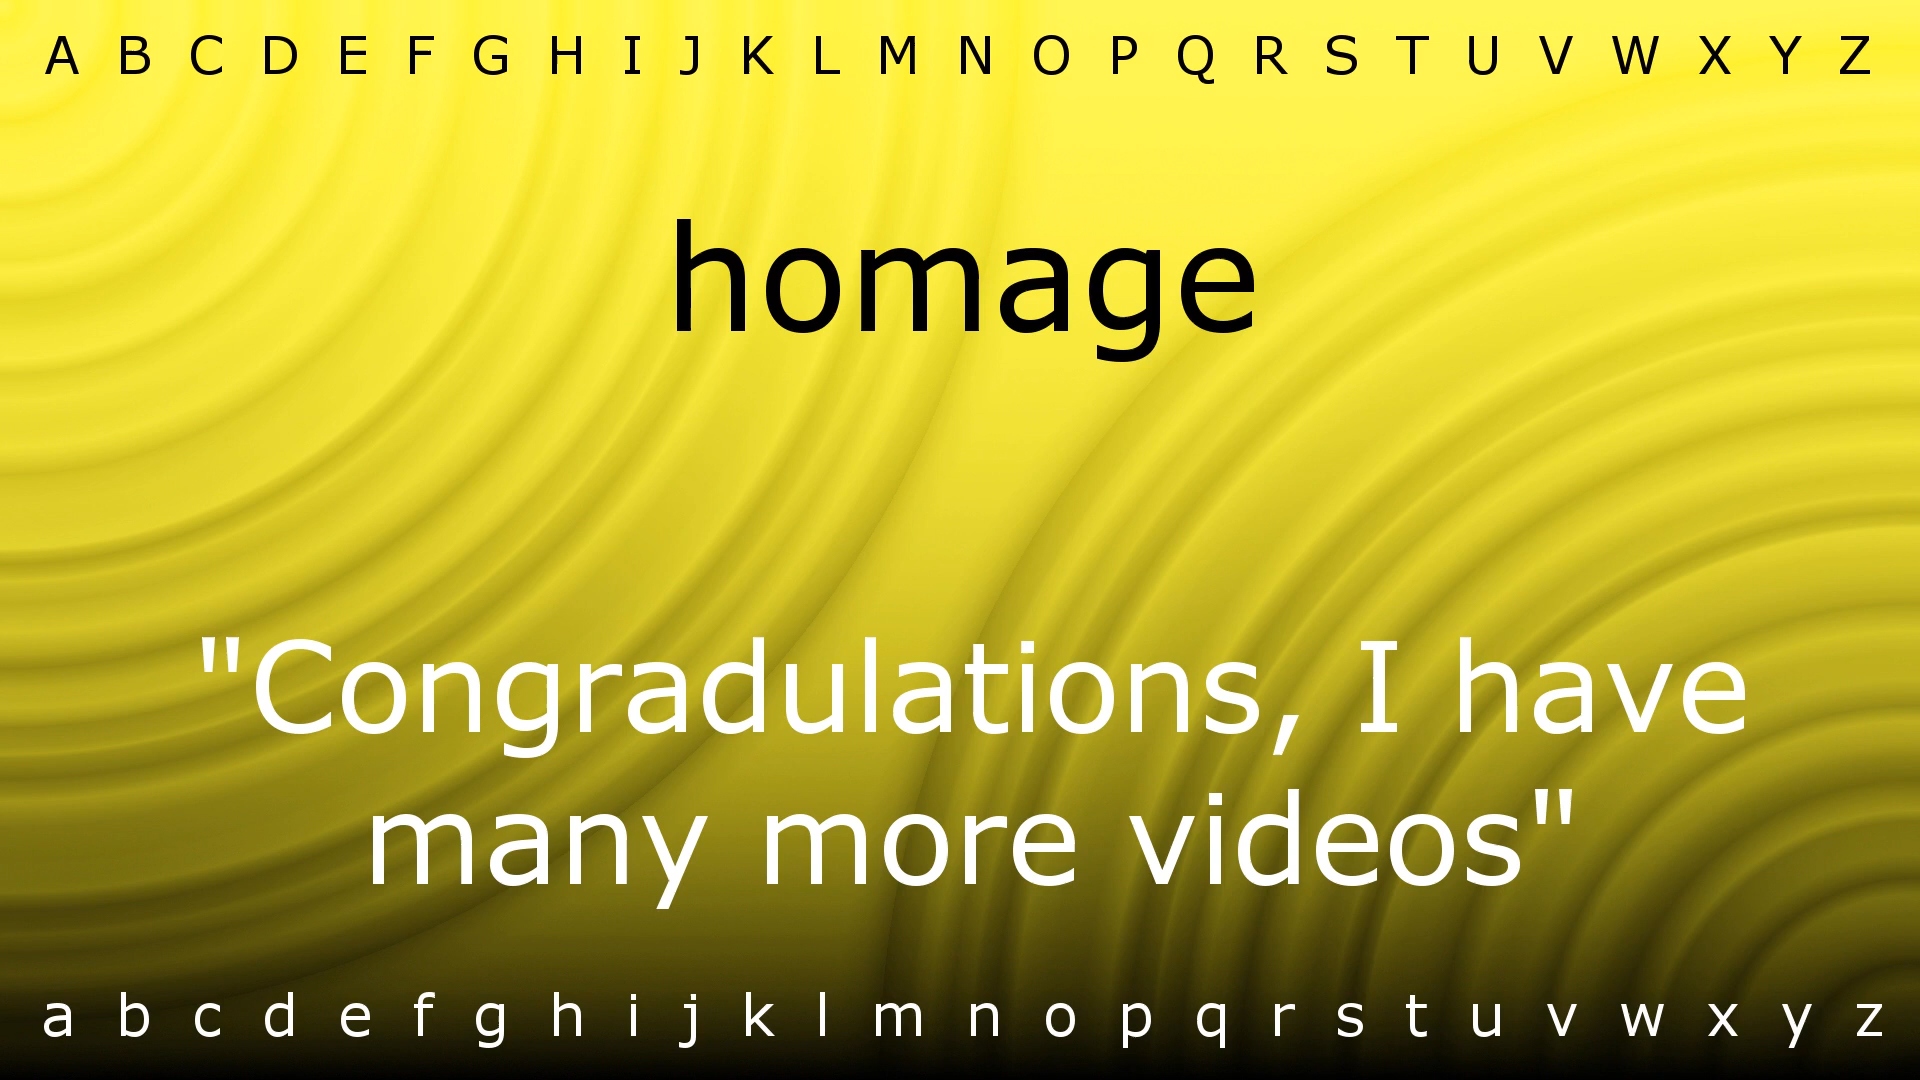 A B C D E F G H I J K L M N O P Q R S T U V W X Y Z
homage
"Congradulations, I have
many more videos"
a b c d e f g h i j k l m n o p q r s t u v w x y z